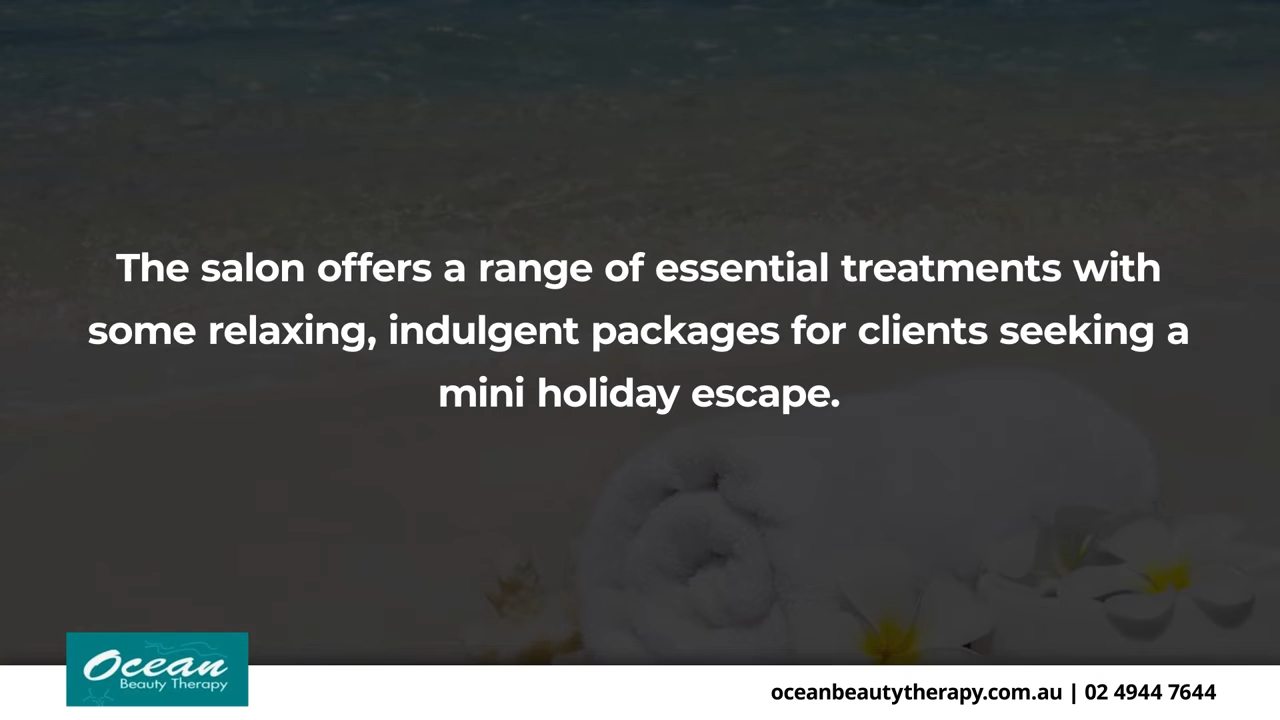 The salon offers a range of essential treatments with
some relaxing, indulgent packages for clients seeking a
mini holiday escape.
Ocean
Beauty Therapy
oceanbeautytherapy.com.au | 02 4944 7644